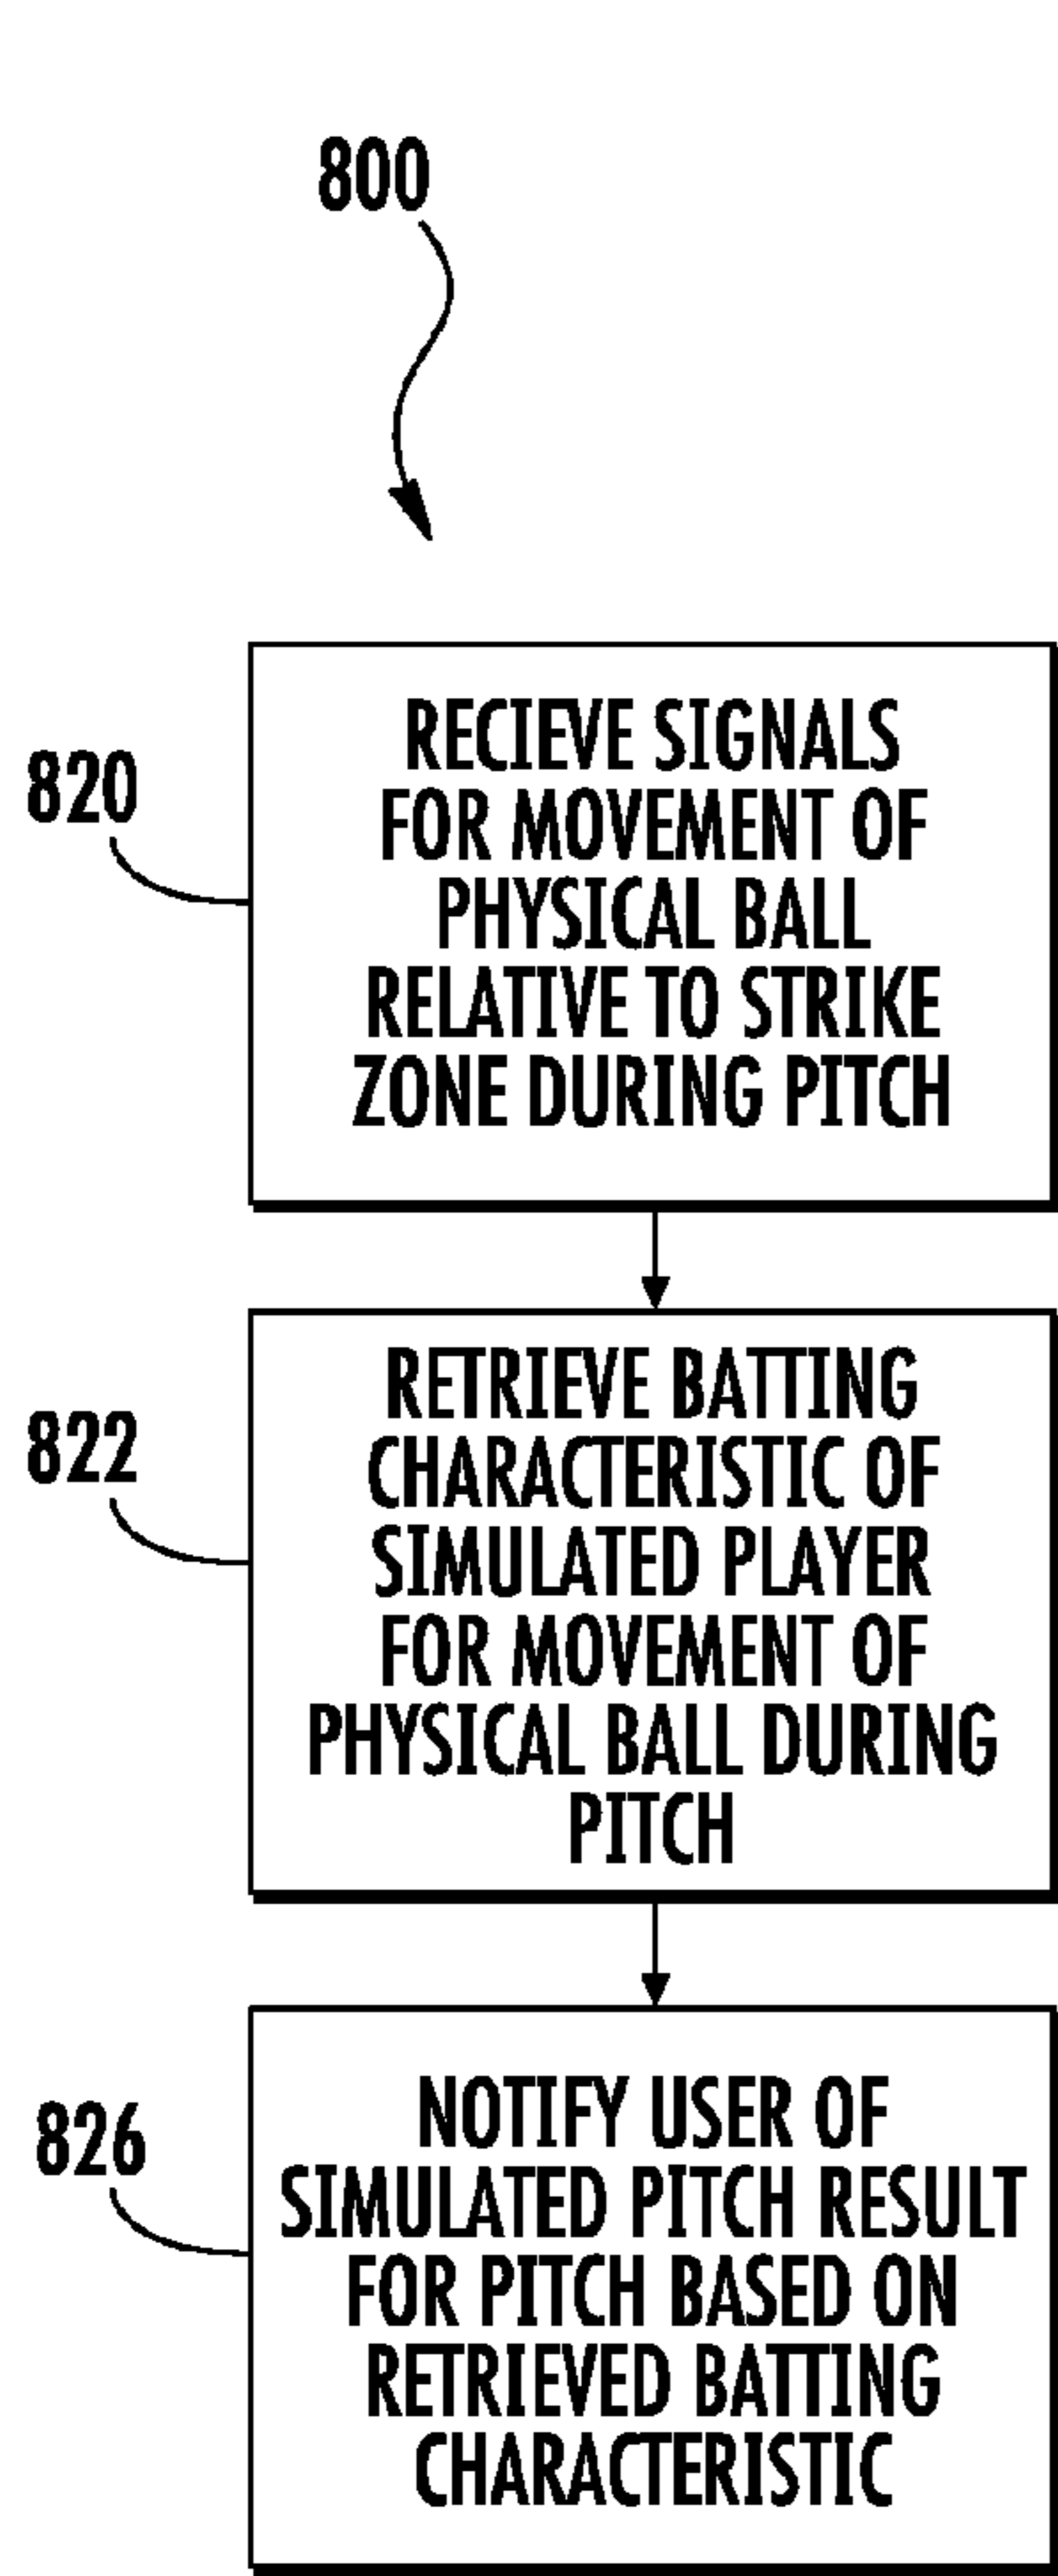 800
820
RECIEVE SIGNALS
FOR MOVEMENT OF
PHYSICAL BALL
RELATIVE TO STRIKE
ZONE DURING PITCH
822
RETRIEVE BATTING
CHARACTERISTIC OF
SIMULATED PLAYER
FOR MOVEMENT OF
PHYSICAL BALL DURING
PITCH
826
NOTIFY USER OF
SIMULATED PITCH RESULT
FOR PITCH BASED ON
RETRIEVED BATTING
CHARACTERISTIC